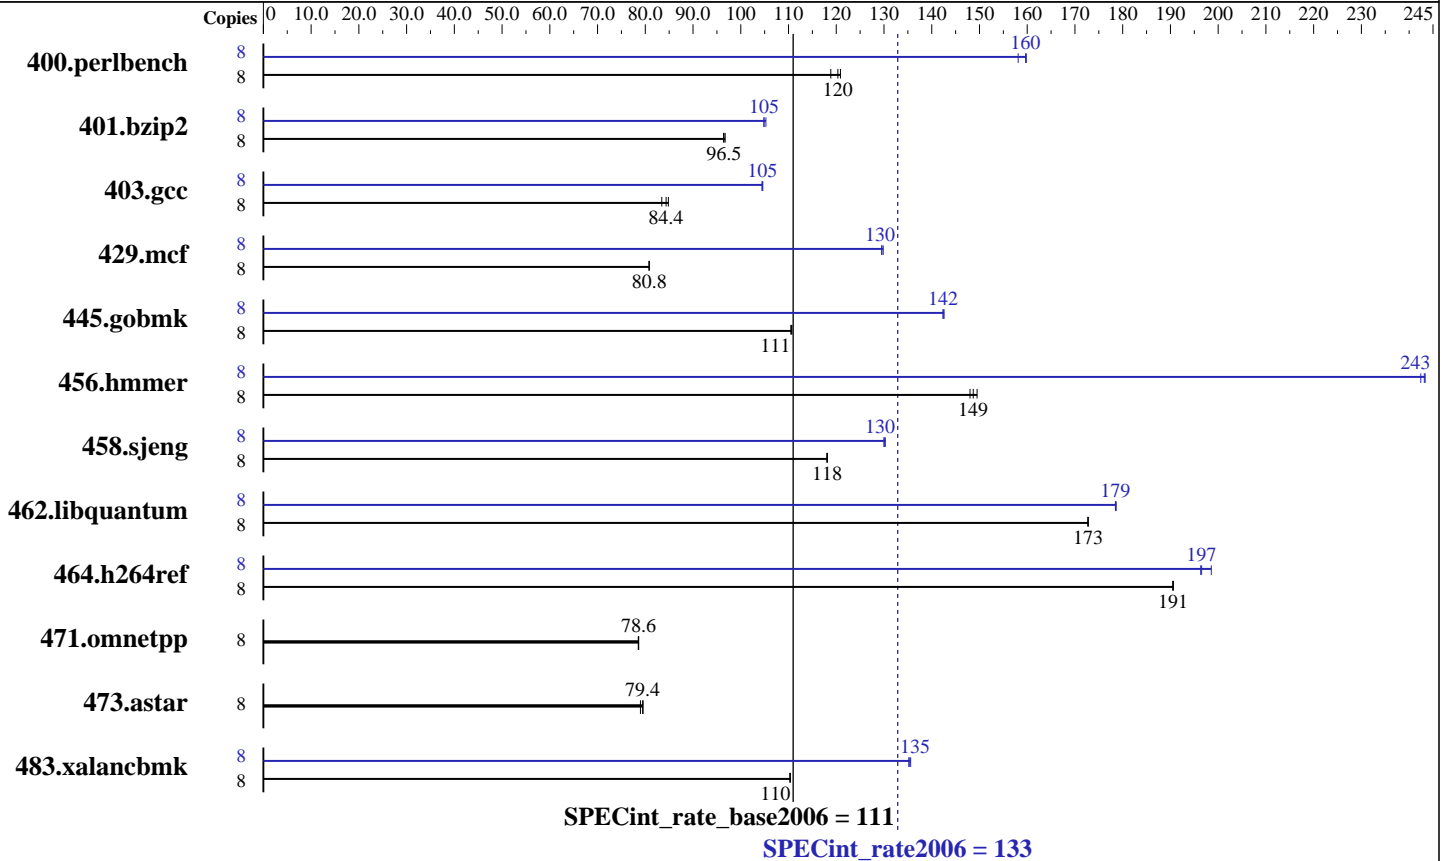 Copies 0 10.0 20.0 30.0 40.0 50.0 60.0 70.0 80.0 90.0 100 110 120 130 140 150 160 170 180 190 200 210 220 230 245
400.perlbench 8 160
8 120
401.bzip2 8 105
8 96.5
403.gcc 8 105
8 84.4
429.mcf 8 130
8 80.8
445.gobmk 8 142
8 111
456.hmmer 8 243
8 149
458.sjeng 8 130
8 118
462.libquantum 8 179
8 173
464.h264ref 8 197
8 191
471.omnetpp 8 78.6
473.astar 8 79.4
483.xalancbmk 8 135
8 110
SPECint_rate_base2006 = 111
SPECint_rate2006 = 133